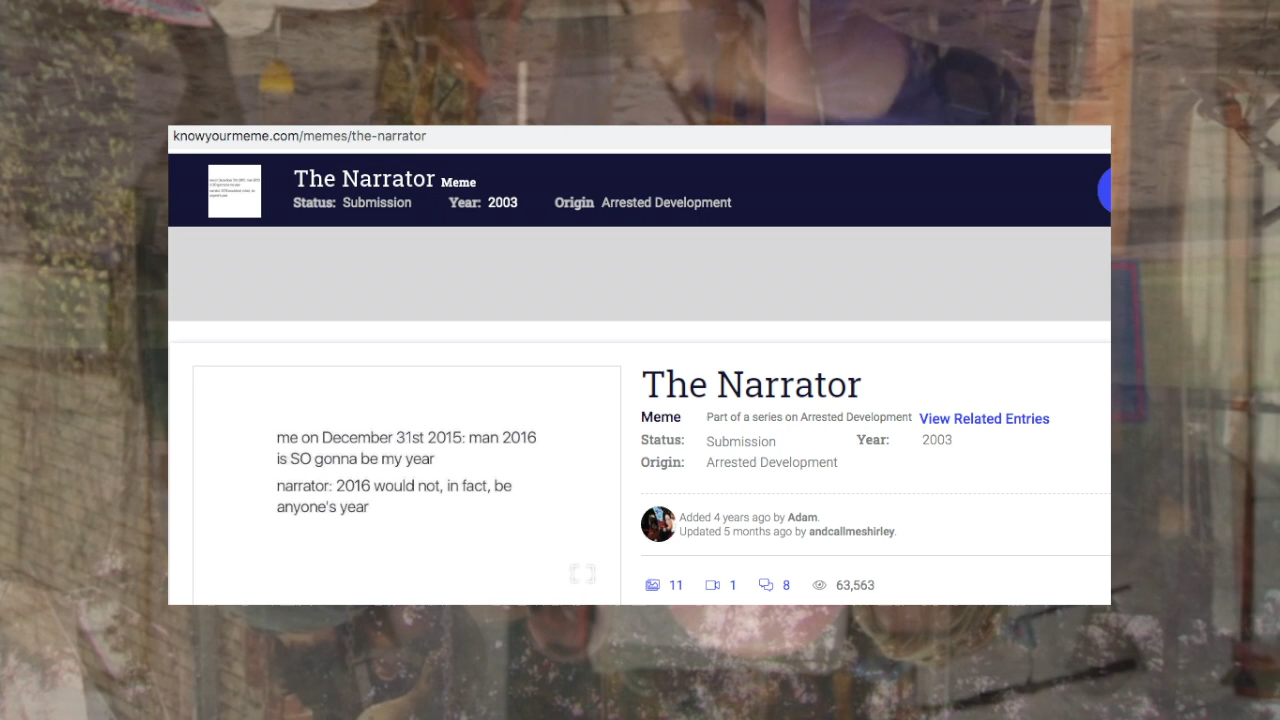 knowyourmeme.com/memes/the-narrator
The Narrator Meme
Status: Submission Year: 2003 Origin Arrested Development
The Narrator
Meme Part of a series on Arrested Development View Related Entries
Status: Submission Year: 2003
Origin: Arrested Development
me on December 31st 2015: man 2016
is SO gonna be my year
narrator: 2016 would not, in fact, be
anyone's year
Added 4 years ago by Adam.
Updated 5 months ago by andcallmeshirley.
11 1 8 63,563